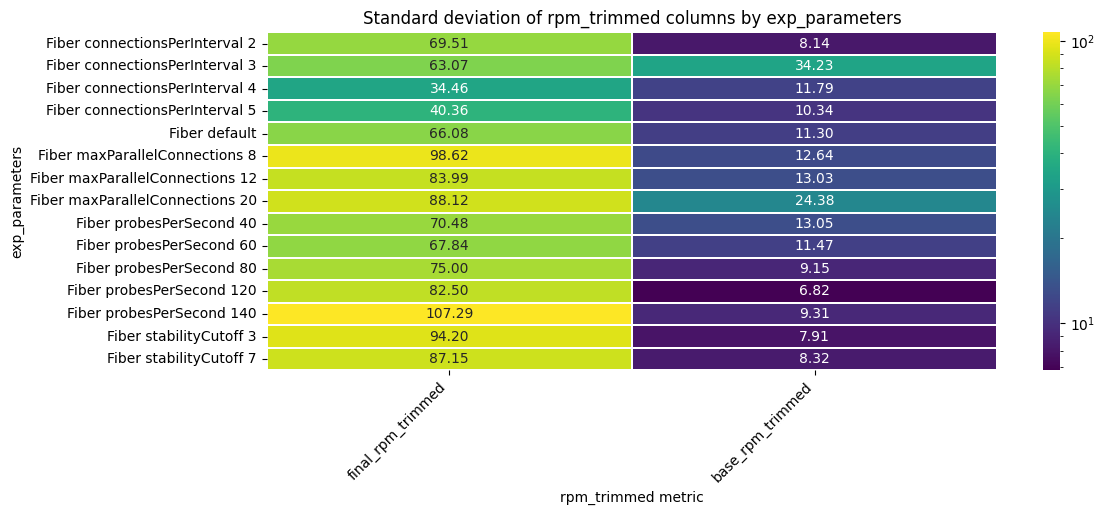 Standard deviation of rpm_trimmed columns by exp_parameters
exp_parameters
Fiber connectionsPerInterval 2 69.51 8.14
Fiber connectionsPerInterval 3 63.07 34.23
Fiber connectionsPerInterval 4 34.46 11.79
Fiber connectionsPerInterval 5 40.36 10.34
Fiber default 66.08 11.30
Fiber maxParallelConnections 8 98.62 12.64
Fiber maxParallelConnections 12 83.99 13.03
Fiber maxParallelConnections 20 88.12 24.38
Fiber probesPerSecond 40 70.48 13.05
Fiber probesPerSecond 60 67.84 11.47
Fiber probesPerSecond 80 75.00 9.15
Fiber probesPerSecond 120 82.50 6.82
Fiber probesPerSecond 140 107.29 9.31
Fiber stabilityCutoff 3 94.20 7.91
Fiber stabilityCutoff 7 87.15 8.32
final_rpm_trimmed
base_rpm_trimmed
rpm_trimmed metric
10²
10¹